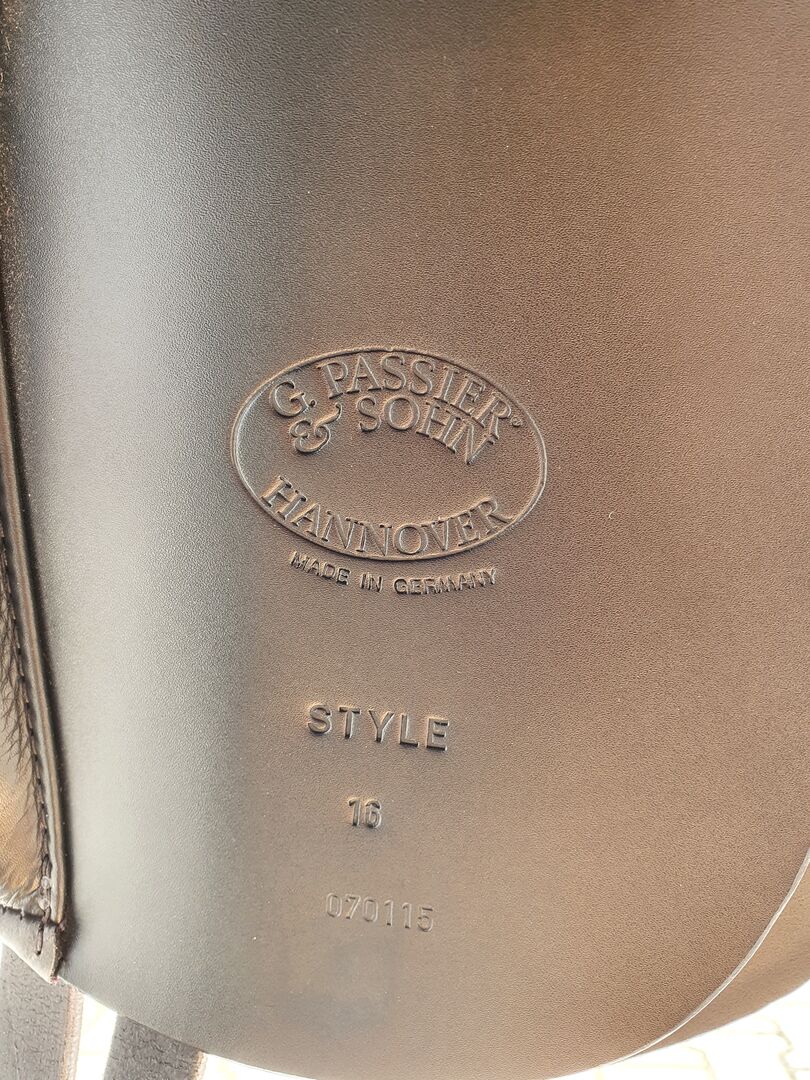 G. PASSIER®
& SOHN
HANNOVER
MADE IN GERMANY
STYLE
16
070115